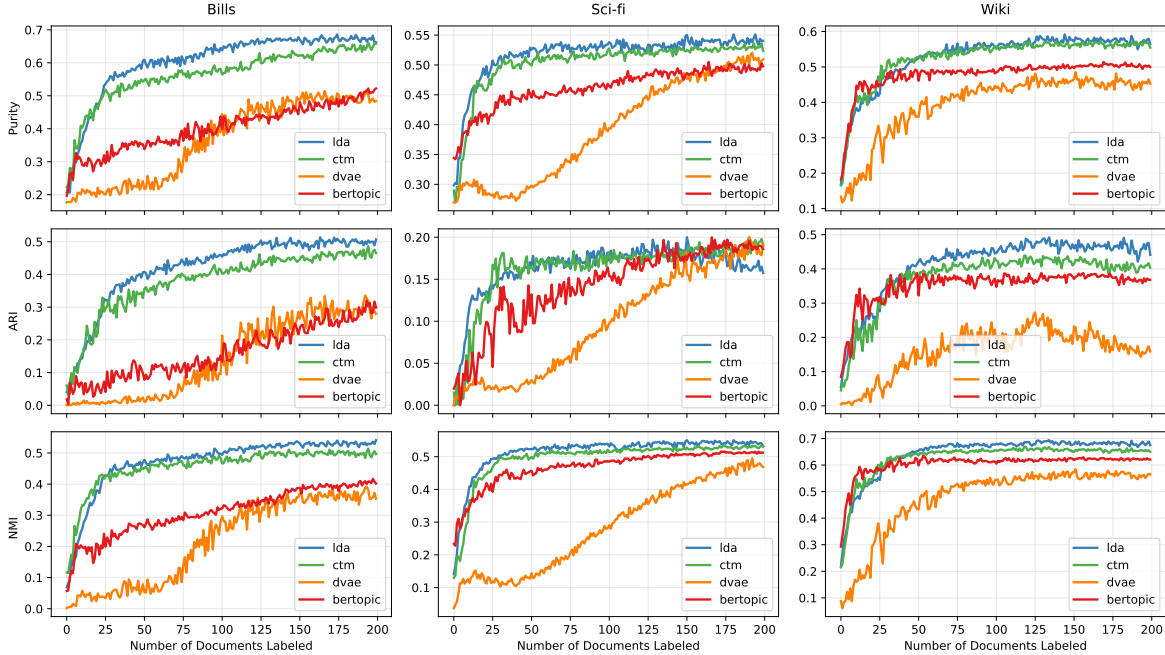 Bills
Sci-fi
Wiki
Purity
0.7
0.6
0.5
0.4
0.3
0.2
lda
ctm
dvae
bertopic
0.55
0.50
0.45
0.40
0.35
0.30
lda
ctm
dvae
bertopic
0.6
0.5
0.4
0.3
0.2
0.1
lda
ctm
dvae
bertopic
ARI
0.5
0.4
0.3
0.2
0.1
0.0
lda
ctm
dvae
bertopic
0.20
0.15
0.10
0.05
0.00
lda
ctm
dvae
bertopic
0.5
0.4
0.3
0.2
0.1
0.0
lda
ctm
dvae
bertopic
NMI
0.5
0.4
0.3
0.2
0.1
0.0
lda
ctm
dvae
bertopic
0 25 50 75 100 125 150 175 200
Number of Documents Labeled
0.5
0.4
0.3
0.2
0.1
lda
ctm
dvae
bertopic
0 25 50 75 100 125 150 175 200
Number of Documents Labeled
0.7
0.6
0.5
0.4
0.3
0.2
0.1
lda
ctm
dvae
bertopic
0 25 50 75 100 125 150 175 200
Number of Documents Labeled